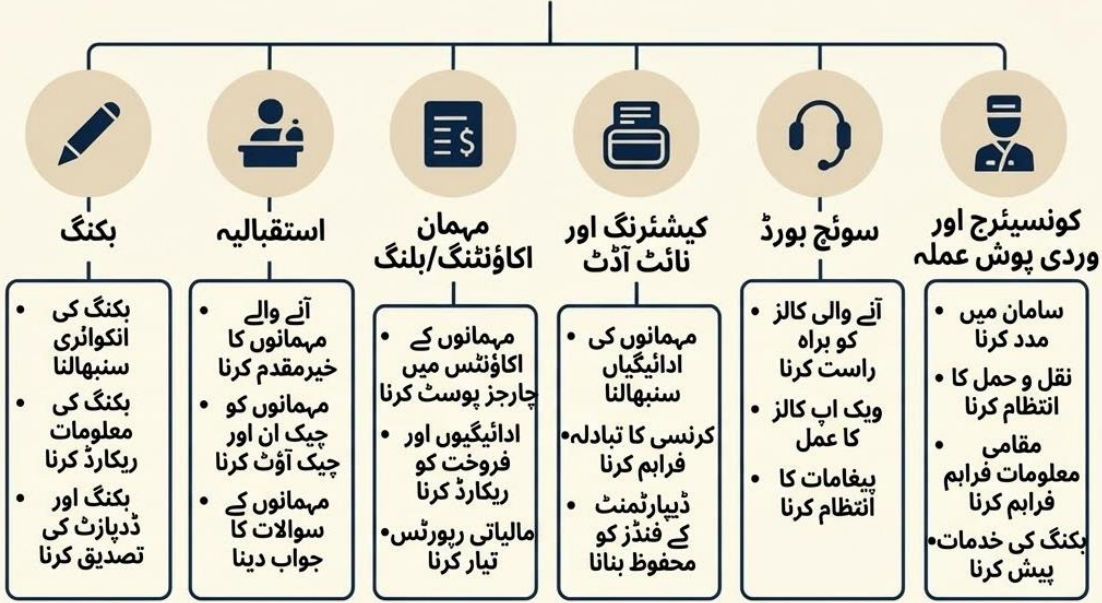 بکنگ
• بکنگ کی
انکوائری
سنبھالنا
• بکنگ کی
معلومات
ریکارڈ کرنا
• بکنگ اور
ڈدپازٹ کی
تصدیق کرنا
استقبالیہ
• آنے والے
مہمانوں کا
خیرمقدم کرنا
• مہمانوں کو
چیک ان اور
چیک آؤٹ کرنا
• مہمانوں کے
سوالات کا
جواب دینا
مہمان
اکاؤنٹنگ/بلنگ
• مہمانوں کے
اکاؤنٹس میں
چارجز پوسٹ کرنا
• ادائیگیوں اور
فروخت کو
ریکارڈ کرنا
• مالیاتی رپورٹس
تیار کرنا
کیشئرنگ اور
نائٹ آڈٹ
• مہمانوں کی
ادائیگیاں
سنبھالنا
• کرنسی کا تبادلہ
فراہم کرنا
• ڈیپارٹمنٹ
کے فنڈز کو
محفوظ بنانا
سوئچ بورڈ
• آنے والی کالز
کو براہ
راست کرنا
• ویک اپ کالز
کا عمل
• پیغامات کا
انتظام کرنا
کونسیئرج اور
وردی پوش عملہ
• سامان میں
مدد کرنا
• نقل و حمل کا
انتظام کرنا
• مقامی
معلومات فراہم
فراہم کرنا
• بکنگ کی خدمات
پیش کرنا